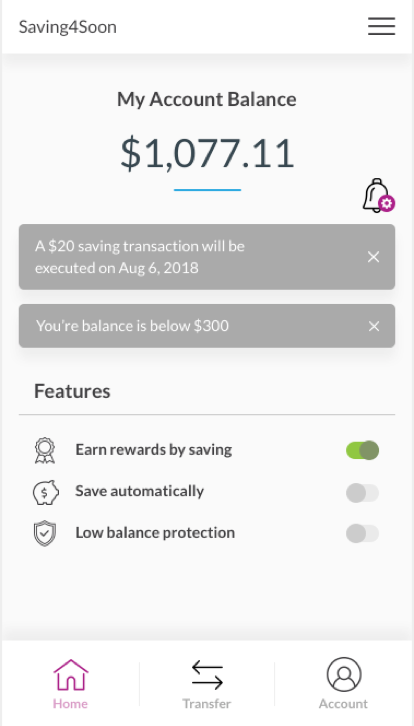 Saving4Soon
My Account Balance
$1,077.11
A $20 saving transaction will be
executed on Aug 6, 2018
You're balance is below $300
Features
Earn rewards by saving
Save automatically
Low balance protection
Home
Transfer
Account